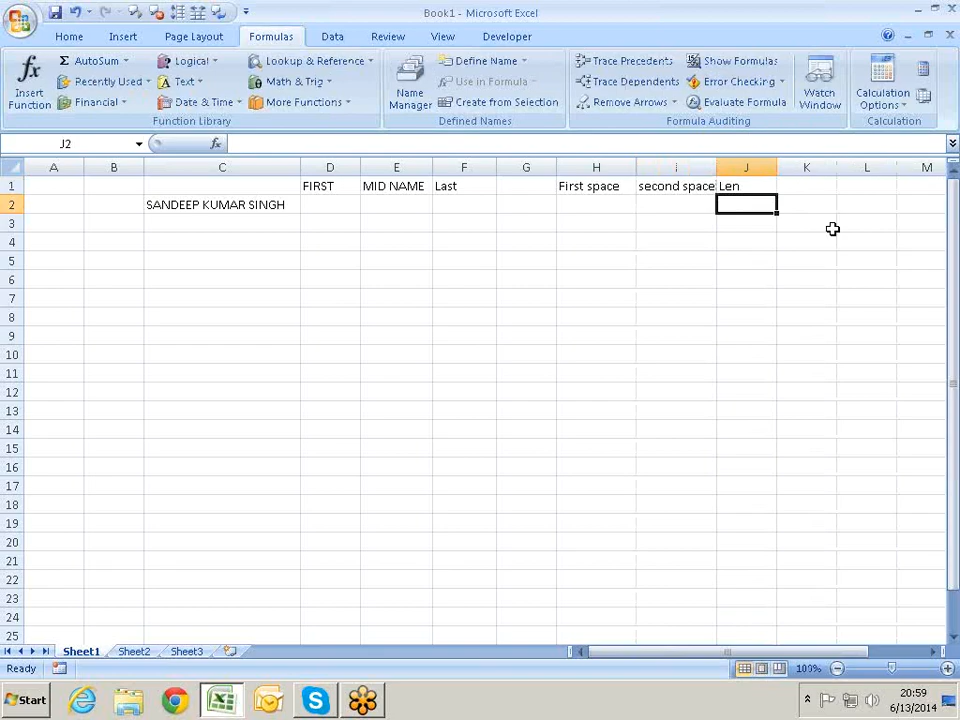 Book1 - Microsoft Excel
Home Insert Page Layout Formulas Data Review View Developer
Insert Function
AutoSum
Recently Used
Financial
Logical
Text
Date & Time
Lookup & Reference
Math & Trig
More Functions
Function Library
Name Manager
Define Name
Use in Formula
Create from Selection
Defined Names
Trace Precedents
Trace Dependents
Remove Arrows
Show Formulas
Error Checking
Evaluate Formula
Formula Auditing
Watch Window
Calculation Options
Calculation
J2 fx
A B C D E F G H I J K L M
1 FIRST MID NAME Last First space second space Len
2 SANDEEP KUMAR SINGH
3
4
5
6
7
8
9
10
11
12
13
14
15
16
17
18
19
20
21
22
23
24
25
Sheet1 Sheet2 Sheet3
Ready 100%
Start 20:59
6/13/2014